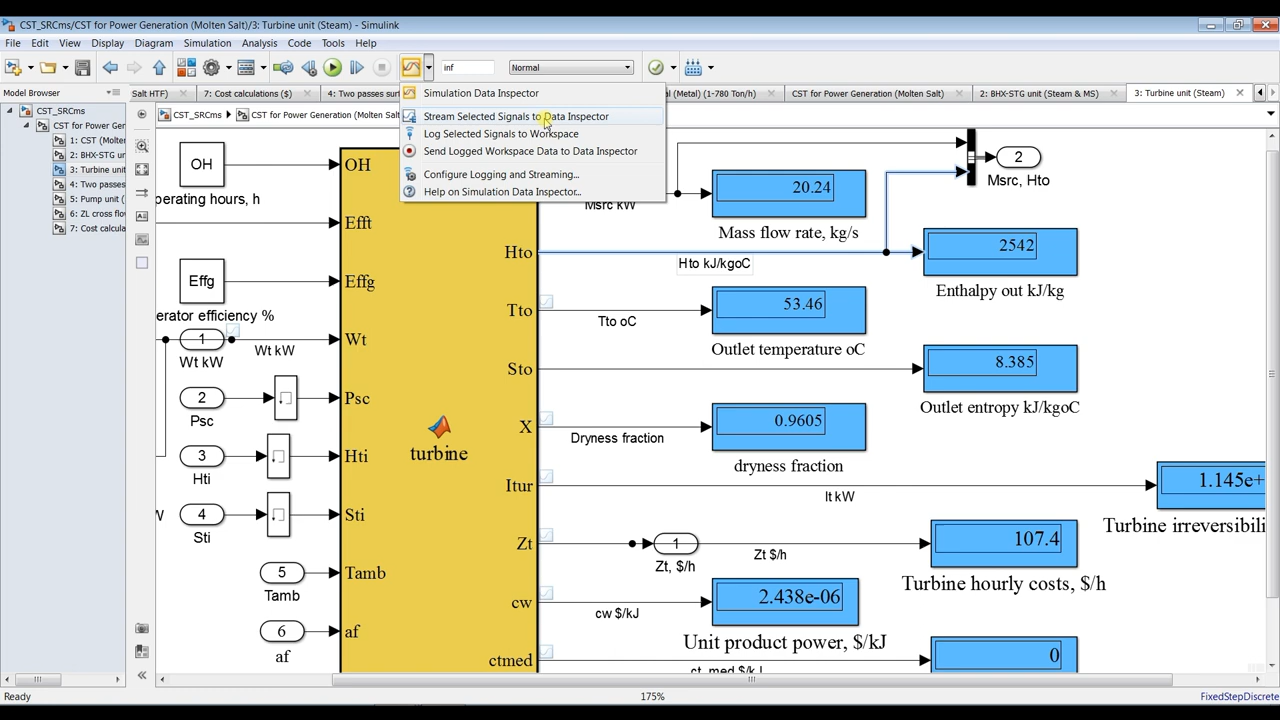 CST_SRCms/CST for Power Generation (Molten Salt)/3: Turbine unit (Steam) - Simulink
File Edit View Display Diagram Simulation Analysis Code Tools Help
inf Normal
Model Browser
Salt HTF) 7: Cost calculations ($) 4: Two passes sur (Metal) (1-780 Ton/h) CST for Power Generation (Molten Salt) 2: BHX-STG unit (Steam & MS) 3: Turbine unit (Steam)
Simulation Data Inspector
Stream Selected Signals to Data Inspector
Log Selected Signals to Workspace
Send Logged Workspace Data to Data Inspector
Configure Logging and Streaming...
Help on Simulation Data Inspector...
CST_SRCms
CST for Power Gener
1: CST (Molten
2: BHX-STG un
3: Turbine unit
4: Two passes
5: Pump unit (
6: ZL cross flo
7: Cost calcula
CST_SRCms CST for Power Generation (Molten Salt
OH
erating hours, h
OH
Efft
Effg
erator efficiency %
Effg
1
Wt kW
Wt kW
Wt
2
Psc
Psc
3
Hti
Hti
4
Sti
Sti
5
Tamb
Tamb
6
af
af
turbine
Msrc kW
20.24
Mass flow rate, kg/s
2
Msrc, Hto
Hto
Hto kJ/kgoC
2542
Enthalpy out kJ/kg
Tto
Tto oC
53.46
Outlet temperature oC
Sto
8.385
Outlet entropy kJ/kgoC
X
Dryness fraction
0.9605
dryness fraction
Itur
It kW
1.145e+
Turbine irreversibili
Zt
1
Zt, $/h
Zt $/h
107.4
Turbine hourly costs, $/h
cw
cw $/kJ
2.438e-06
Unit product power, $/kJ
ctmed
ct_med $/kJ
0
Ready 175% FixedStepDiscrete